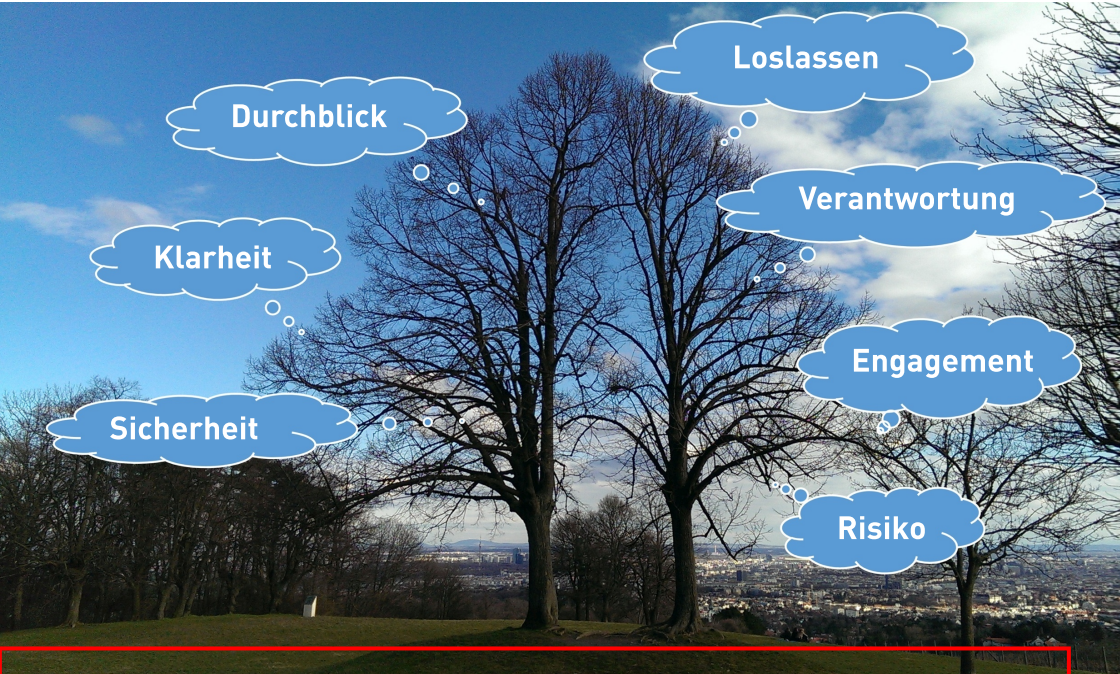 Loslassen
Durchblick
Verantwortung
Klarheit
Engagement
Sicherheit
Risiko